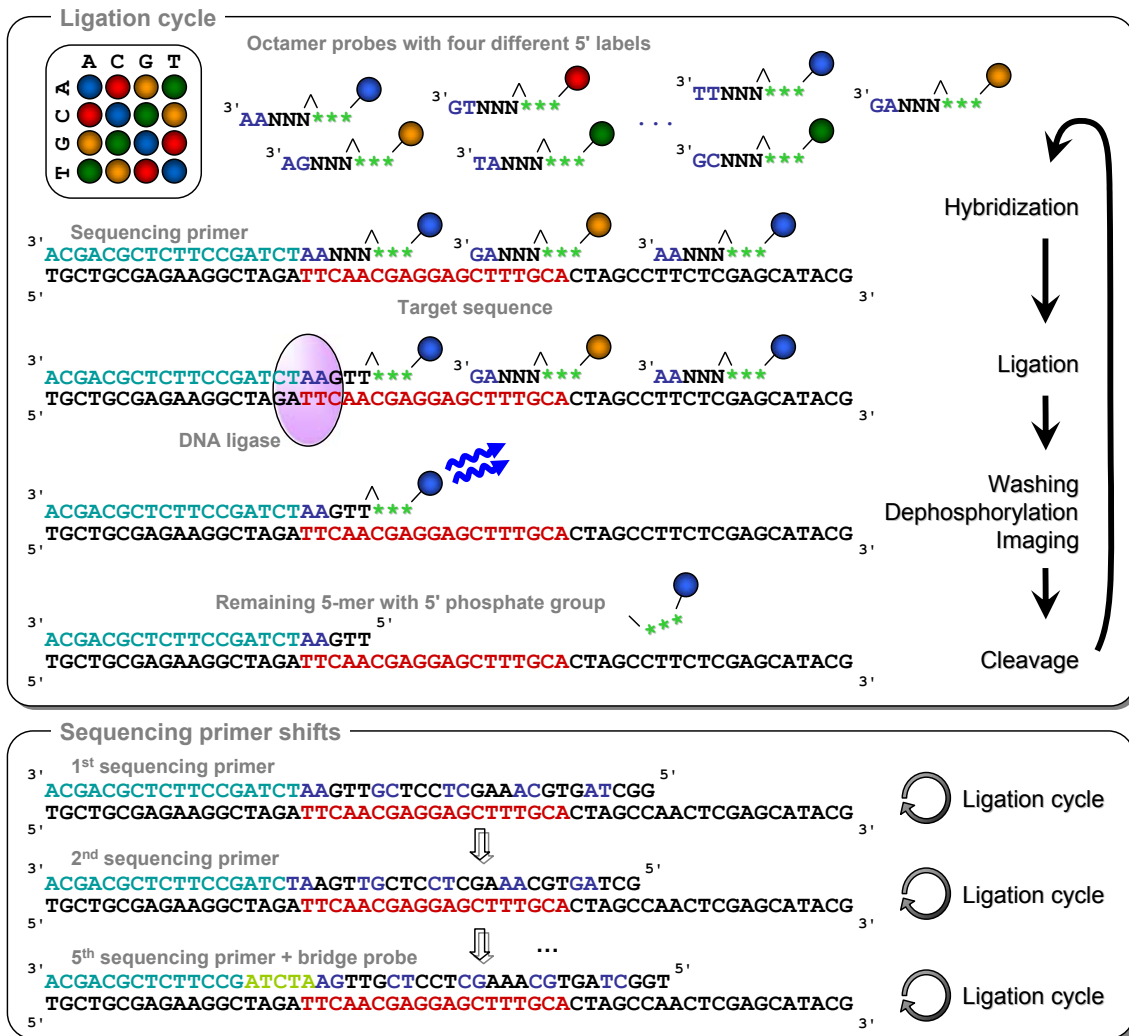 Ligation cycle
A C G T
A
C
G
T
Octamer probes with four different 5' labels
3' AANNN^***
3' GTNNN^***
3' TTNNN^***
3' GANNN^***
3' AGNNN^***
3' TANNN^***
...
3' GCNNN^***
Hybridization
Sequencing primer
3' ACGACGCTCTTCCGATCTAANNN^*** 3' GANNN^*** 3' AANNN^***
TGCTGCGAGAAGGCTAGATTCAACGAGGAGCTTTGCACTAGCCTTCTCGAGCATACG
5' 3'
Target sequence
Ligation
3' ACGACGCTCTTCCGATCTAAGTT^*** 3' GANNN^*** 3' AANNN^***
TGCTGCGAGAAGGCTAGATTCAACGAGGAGCTTTGCACTAGCCTTCTCGAGCATACG
5' 3'
DNA ligase
Washing
Dephosphorylation
Imaging
3' ACGACGCTCTTCCGATCTAAGTT^***
TGCTGCGAGAAGGCTAGATTCAACGAGGAGCTTTGCACTAGCCTTCTCGAGCATACG
5' 3'
Remaining 5-mer with 5' phosphate group
***
3' ACGACGCTCTTCCGATCTAAGTT 5'
TGCTGCGAGAAGGCTAGATTCAACGAGGAGCTTTGCACTAGCCTTCTCGAGCATACG
5' 3'
Cleavage
Sequencing primer shifts
1st sequencing primer
3' ACGACGCTCTTCCGATCTAAGTTGCTCCTCGAAACGTGATCGG 5'
TGCTGCGAGAAGGCTAGATTCAACGAGGAGCTTTGCACTAGCCAACTCGAGCATACG
5' 3'
Ligation cycle
2nd sequencing primer
3' ACGACGCTCTTCCGATCTAAGTTGCTCCTCGAAACGTGATCG 5'
TGCTGCGAGAAGGCTAGATTCAACGAGGAGCTTTGCACTAGCCAACTCGAGCATACG
5' 3'
Ligation cycle
...
5th sequencing primer + bridge probe
3' ACGACGCTCTTCCGATCTAAGTTGCTCCTCGAAACGTGATCGGT 5'
TGCTGCGAGAAGGCTAGATTCAACGAGGAGCTTTGCACTAGCCAACTCGAGCATACG
5' 3'
Ligation cycle